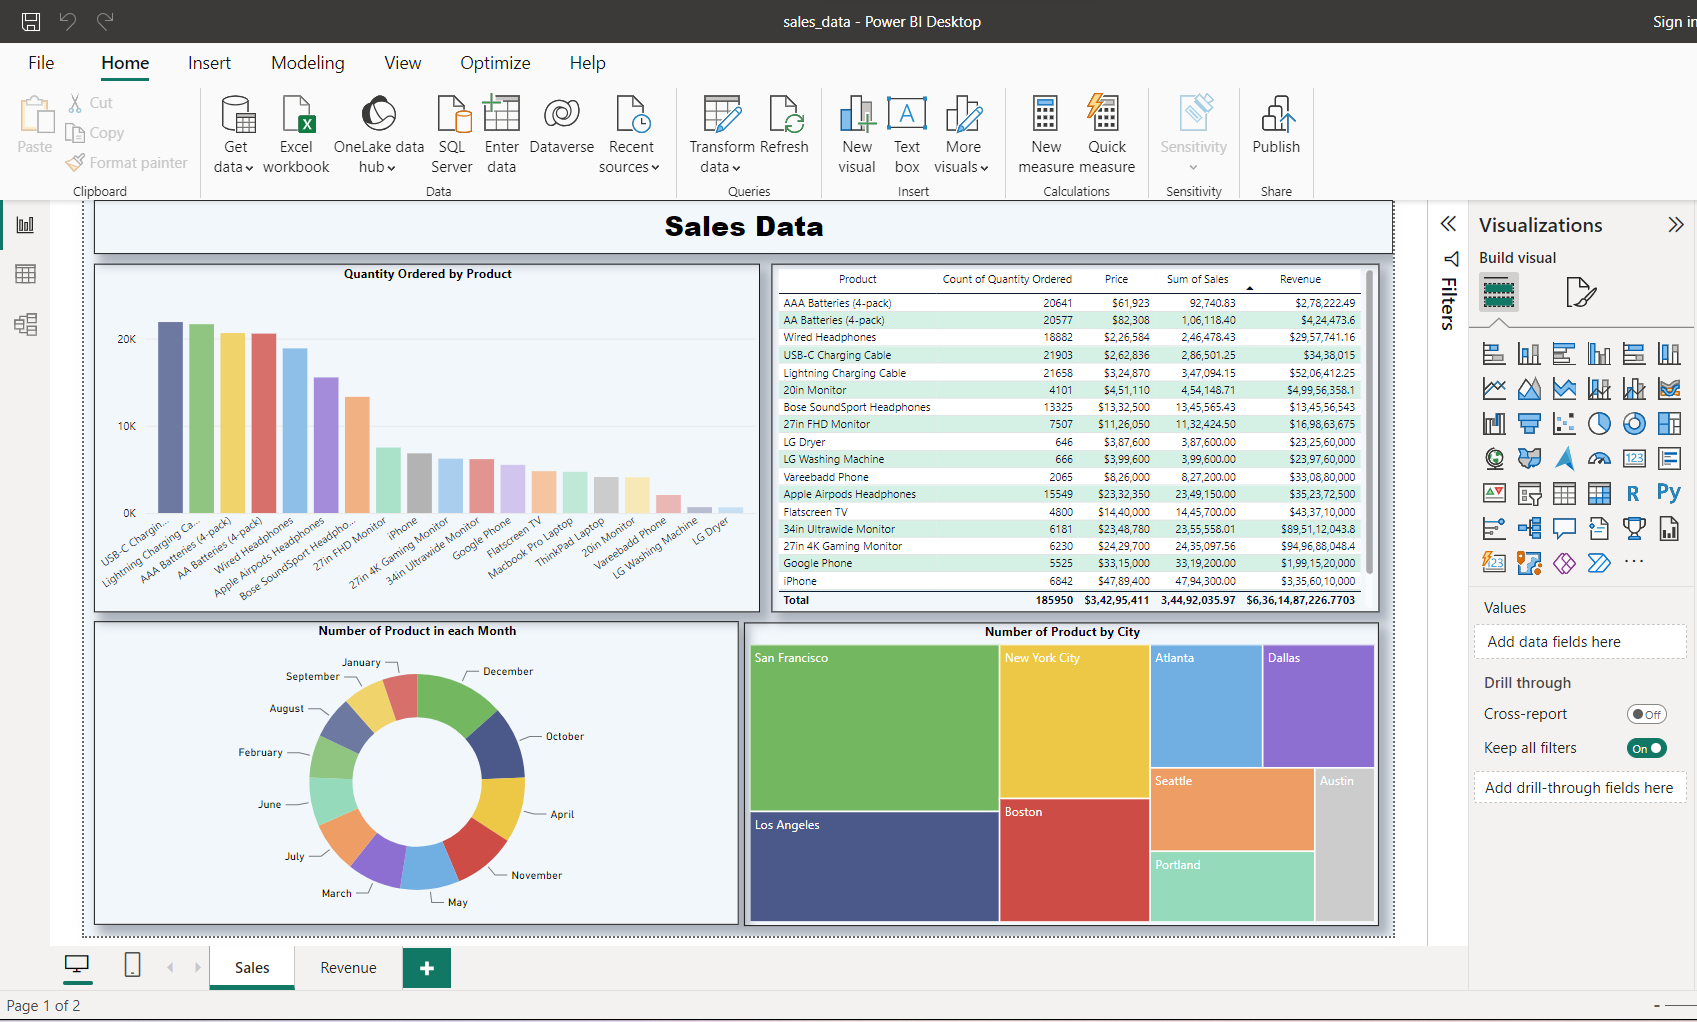 sales_data - Power BI Desktop
Sign in
File Home Insert Modeling View Optimize Help
Paste
Cut
Copy
Format painter
Clipboard
Get data
Excel workbook
OneLake data hub
SQL Server
Enter data
Dataverse
Recent sources
Data
Transform data
Refresh
Queries
New visual
Text box
More visuals
Insert
New measure
Quick measure
Calculations
Sensitivity
Sensitivity
Publish
Share
Sales Data
Quantity Ordered by Product
20K
10K
0K
USB-C Chargin...
Lightning Charging Ca...
AAA Batteries (4-pack)
AA Batteries (4-pack)
Wired Headphones
Apple Airpods Headphones
Bose SoundSport Headpho...
27in FHD Monitor
iPhone
27in 4K Gaming Monitor
34in Ultrawide Monitor
Google Phone
Flatscreen TV
Macbook Pro Laptop
ThinkPad Laptop
20in Monitor
Vareebadd Phone
LG Washing Machine
LG Dryer
Product Count of Quantity Ordered Price Sum of Sales Revenue
AAA Batteries (4-pack) 20641 $61,923 92,740.83 $2,78,222.49
AA Batteries (4-pack) 20577 $82,308 1,06,118.40 $4,24,473.6
Wired Headphones 18882 $2,26,584 2,46,478.43 $29,57,741.16
USB-C Charging Cable 21903 $2,62,836 2,86,501.25 $34,38,015
Lightning Charging Cable 21658 $3,24,870 3,47,094.15 $52,06,412.25
20in Monitor 4101 $4,51,110 4,54,148.71 $4,99,56,358.1
Bose SoundSport Headphones 13325 $13,32,500 13,45,565.43 $13,45,56,543
27in FHD Monitor 7507 $11,26,050 11,32,424.50 $16,98,63,675
LG Dryer 646 $3,87,600 3,87,600.00 $23,25,60,000
LG Washing Machine 666 $3,99,600 3,99,600.00 $23,97,60,000
Vareebadd Phone 2065 $8,26,000 8,27,200.00 $33,08,80,000
Apple Airpods Headphones 15549 $23,32,350 23,49,150.00 $35,23,72,500
Flatscreen TV 4800 $14,40,000 14,45,700.00 $43,37,10,000
34in Ultrawide Monitor 6181 $23,48,780 23,55,558.01 $89,51,12,043.8
27in 4K Gaming Monitor 6230 $24,29,700 24,35,097.56 $94,96,88,048.4
Google Phone 5525 $33,15,000 33,19,200.00 $1,99,15,20,000
iPhone 6842 $47,89,400 47,94,300.00 $3,35,60,10,000
Total 185950 $3,42,95,411 3,44,92,035.97 $6,36,14,87,226.7703
Number of Product in each Month
January
December
September
August
October
February
June
April
July
November
March
May
Number of Product by City
San Francisco
New York City
Atlanta
Dallas
Seattle
Austin
Boston
Los Angeles
Portland
Filters
Visualizations
Build visual
123
R
Py
123
Values
Add data fields here
Drill through
Cross-report Off
Keep all filters On
Add drill-through fields here
Sales
Revenue
Page 1 of 2